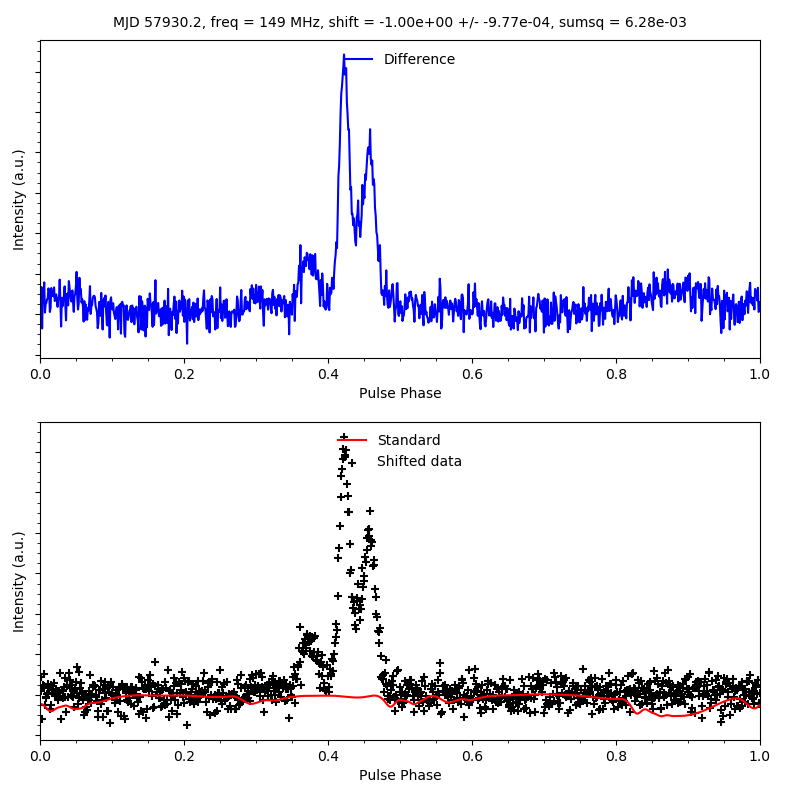 MJD 57930.2, freq = 149 MHz, shift = -1.00e+00 +/- -9.77e-04, sumsq = 6.28e-03
Difference
Intensity (a.u.)
0.0 0.2 0.4 0.6 0.8 1.0
Pulse Phase
Standard
Shifted data
Intensity (a.u.)
0.0 0.2 0.4 0.6 0.8 1.0
Pulse Phase